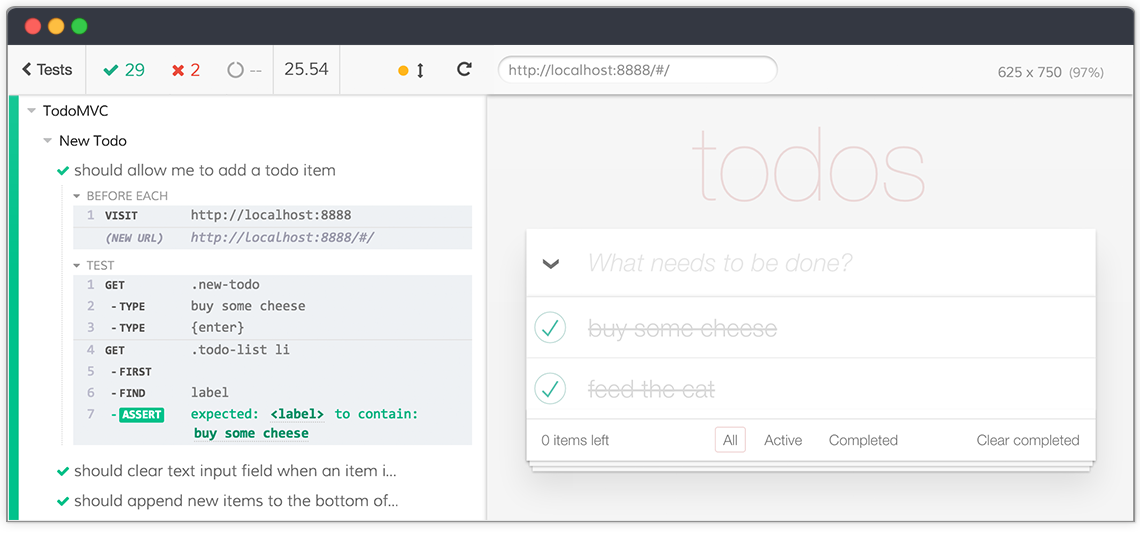 Tests 29 2 -- 25.54 http://localhost:8888/#/ 625 x 750 (97%)
TodoMVC
New Todo
should allow me to add a todo item
BEFORE EACH
1 VISIT http://localhost:8888
(NEW URL) http://localhost:8888/#/
TEST
1 GET .new-todo
2 - TYPE buy some cheese
3 - TYPE {enter}
4 GET .todo-list li
5 - FIRST
6 - FIND label
7 - ASSERT expected: <label> to contain:
buy some cheese
should clear text input field when an item i...
should append new items to the bottom of...
todos
What needs to be done?
buy some cheese
feed the cat
0 items left All Active Completed Clear completed